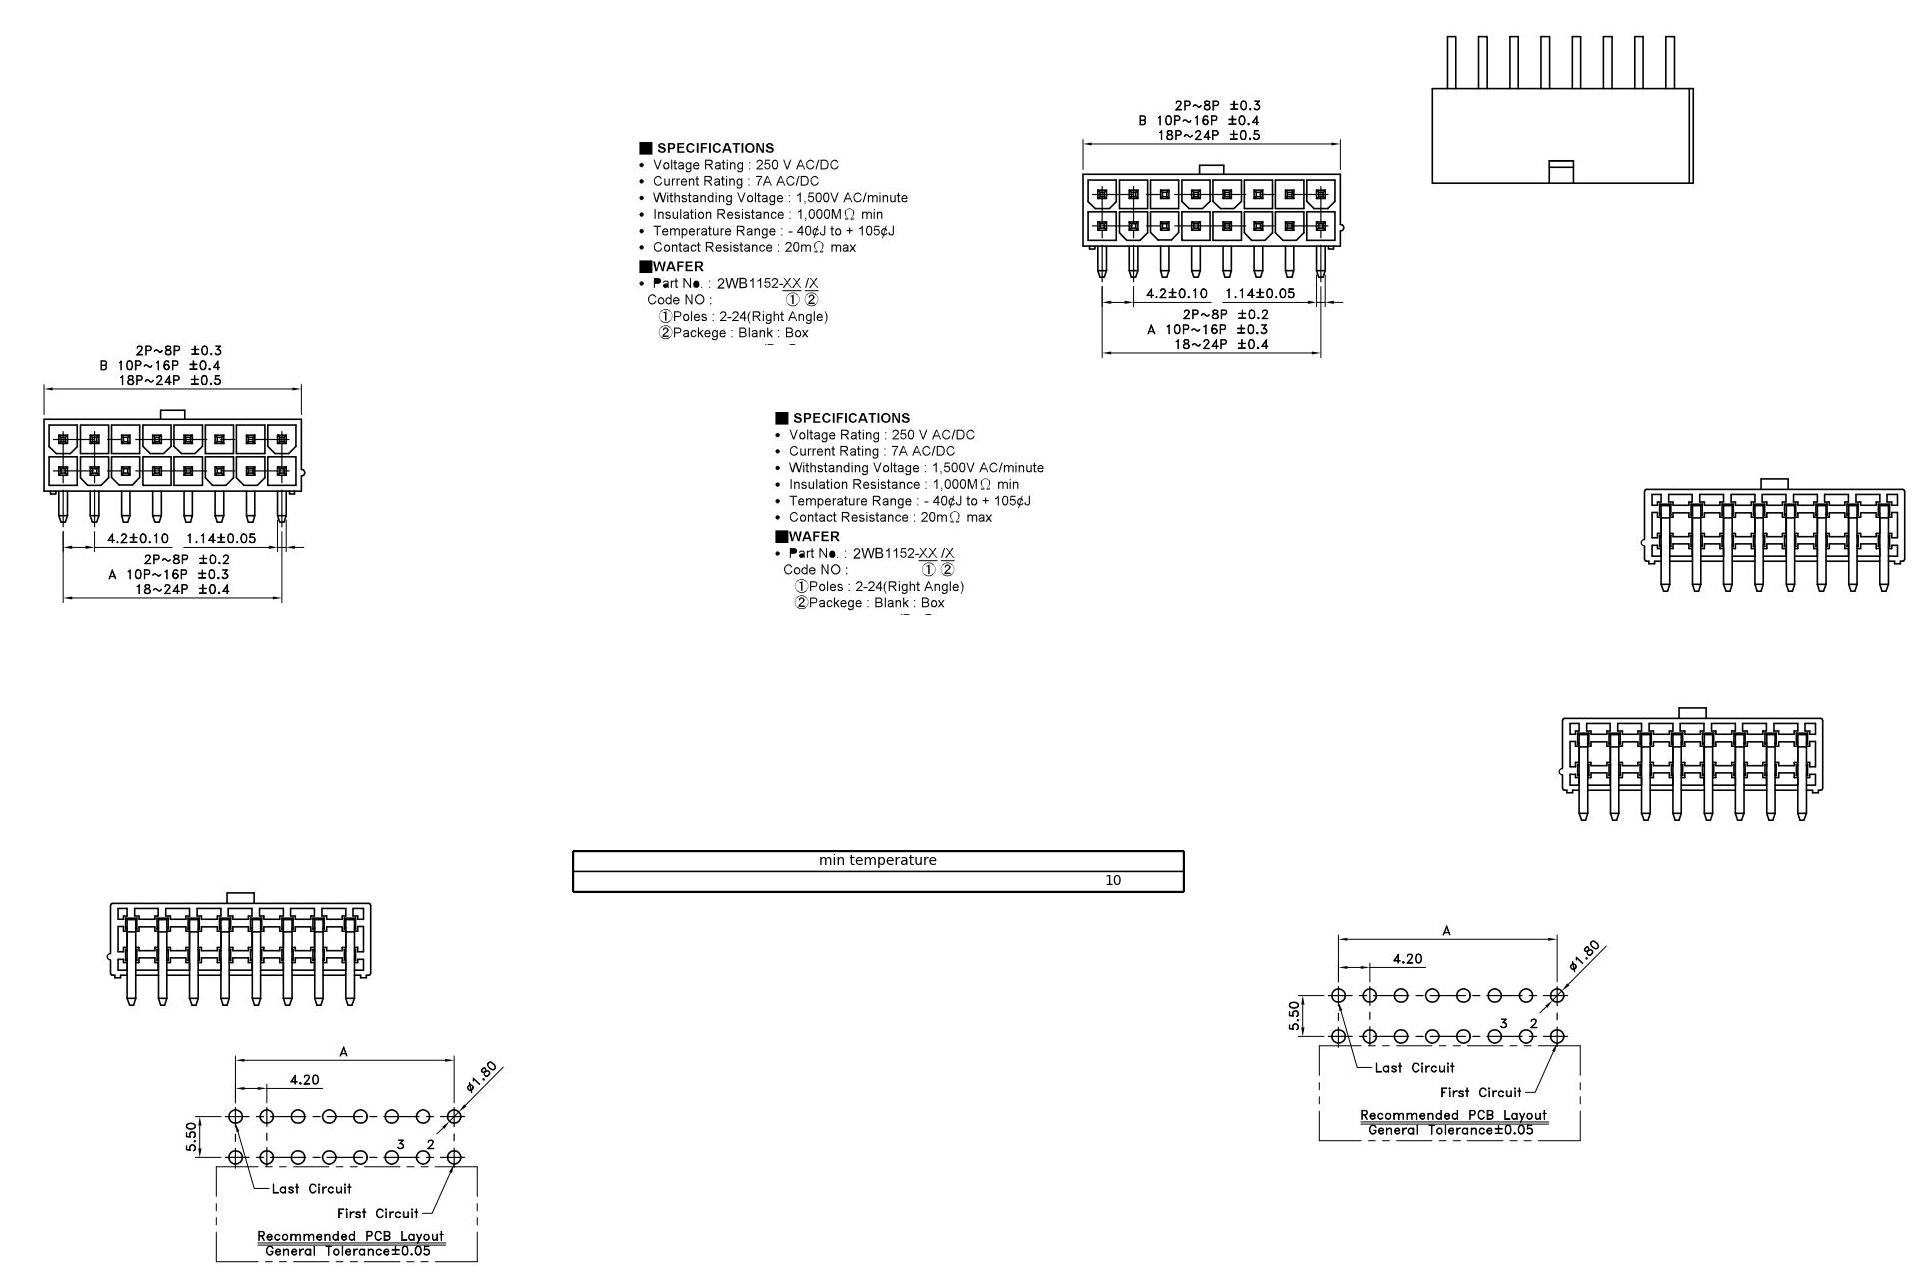 2P~8P ±0.3
B 10P~16P ±0.4
18P~24P ±0.5
4.2±0.10 1.14±0.05
2P~8P ±0.2
A 10P~16P ±0.3
18~24P ±0.4
■ SPECIFICATIONS
• Voltage Rating : 250 V AC/DC
• Current Rating : 7A AC/DC
• Withstanding Voltage : 1,500V AC/minute
• Insulation Resistance : 1,000MΩ min
• Temperature Range : - 40¢J to + 105¢J
• Contact Resistance : 20mΩ max
■WAFER
• Part No. : 2WB1152-XX /X
Code NO : ① ②
①Poles : 2-24(Right Angle)
②Packege : Blank : Box
2P~8P ±0.3
B 10P~16P ±0.4
18P~24P ±0.5
4.2±0.10 1.14±0.05
2P~8P ±0.2
A 10P~16P ±0.3
18~24P ±0.4
■ SPECIFICATIONS
• Voltage Rating : 250 V AC/DC
• Current Rating : 7A AC/DC
• Withstanding Voltage : 1,500V AC/minute
• Insulation Resistance : 1,000MΩ min
• Temperature Range : - 40¢J to + 105¢J
• Contact Resistance : 20mΩ max
■WAFER
• Part No. : 2WB1152-XX /X
Code NO : ① ②
①Poles : 2-24(Right Angle)
②Packege : Blank : Box
min temperature
10
A
4.20
ø1.80
5.50
3 2
Last Circuit
First Circuit
Recommended PCB Layout
General Tolerance±0.05
A
4.20
ø1.80
5.50
3 2
Last Circuit
First Circuit
Recommended PCB Layout
General Tolerance±0.05